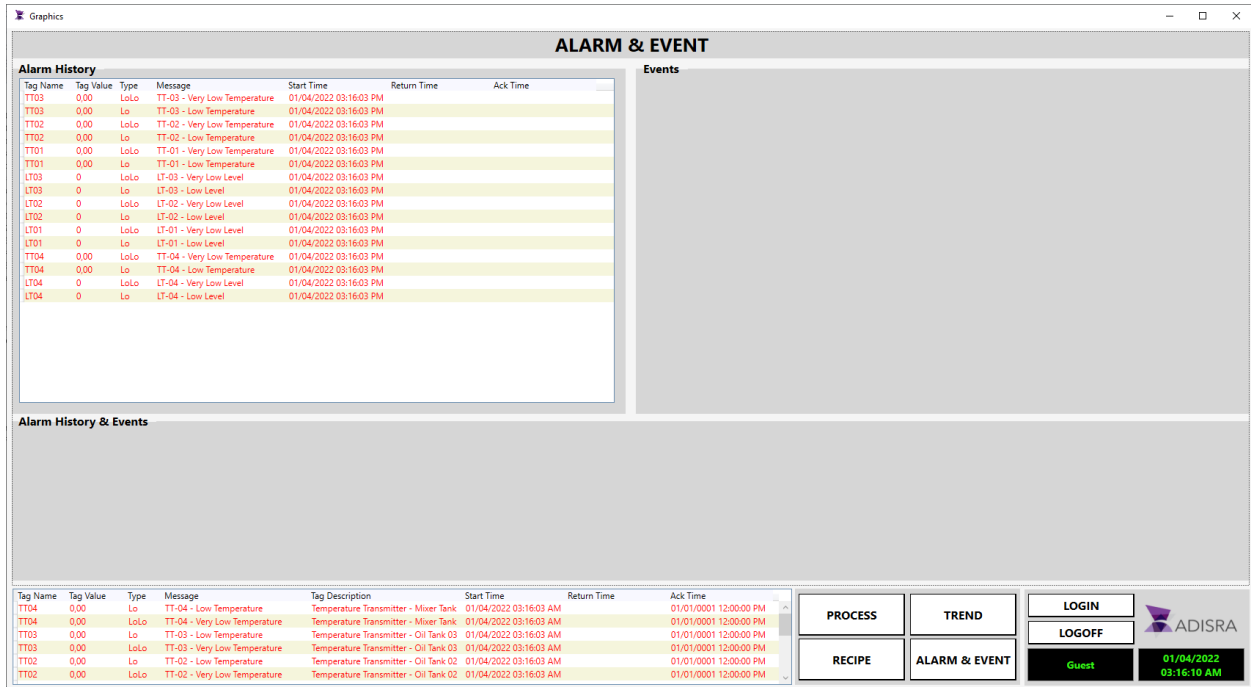 Graphics
ALARM & EVENT
Alarm History
Tag Name Tag Value Type Message Start Time Return Time Ack Time
TT03 0,00 LoLo TT-03 - Very Low Temperature 01/04/2022 03:16:03 PM
TT03 0,00 Lo TT-03 - Low Temperature 01/04/2022 03:16:03 PM
TT02 0,00 LoLo TT-02 - Very Low Temperature 01/04/2022 03:16:03 PM
TT02 0,00 Lo TT-02 - Low Temperature 01/04/2022 03:16:03 PM
TT01 0,00 LoLo TT-01 - Very Low Temperature 01/04/2022 03:16:03 PM
TT01 0,00 Lo TT-01 - Low Temperature 01/04/2022 03:16:03 PM
LT03 0 LoLo LT-03 - Very Low Level 01/04/2022 03:16:03 PM
LT03 0 Lo LT-03 - Low Level 01/04/2022 03:16:03 PM
LT02 0 LoLo LT-02 - Very Low Level 01/04/2022 03:16:03 PM
LT02 0 Lo LT-02 - Low Level 01/04/2022 03:16:03 PM
LT01 0 LoLo LT-01 - Very Low Level 01/04/2022 03:16:03 PM
LT01 0 Lo LT-01 - Low Level 01/04/2022 03:16:03 PM
TT04 0,00 LoLo TT-04 - Very Low Temperature 01/04/2022 03:16:03 PM
TT04 0,00 Lo TT-04 - Low Temperature 01/04/2022 03:16:03 PM
LT04 0 LoLo LT-04 - Very Low Level 01/04/2022 03:16:03 PM
LT04 0 Lo LT-04 - Low Level 01/04/2022 03:16:03 PM
Events
Alarm History & Events
Tag Name Tag Value Type Message Tag Description Start Time Return Time Ack Time
TT04 0,00 Lo TT-04 - Low Temperature Temperature Transmitter - Mixer Tank 01/04/2022 03:16:03 AM 01/01/0001 12:00:00 PM
TT04 0,00 LoLo TT-04 - Very Low Temperature Temperature Transmitter - Mixer Tank 01/04/2022 03:16:03 AM 01/01/0001 12:00:00 PM
TT03 0,00 Lo TT-03 - Low Temperature Temperature Transmitter - Oil Tank 03 01/04/2022 03:16:03 AM 01/01/0001 12:00:00 PM
TT03 0,00 LoLo TT-03 - Very Low Temperature Temperature Transmitter - Oil Tank 03 01/04/2022 03:16:03 AM 01/01/0001 12:00:00 PM
TT02 0,00 Lo TT-02 - Low Temperature Temperature Transmitter - Oil Tank 02 01/04/2022 03:16:03 AM 01/01/0001 12:00:00 PM
TT02 0,00 LoLo TT-02 - Very Low Temperature Temperature Transmitter - Oil Tank 02 01/04/2022 03:16:03 AM 01/01/0001 12:00:00 PM
PROCESS
TREND
RECIPE
ALARM & EVENT
LOGIN
LOGOFF
Guest
ADISRA
01/04/2022
03:16:10 AM